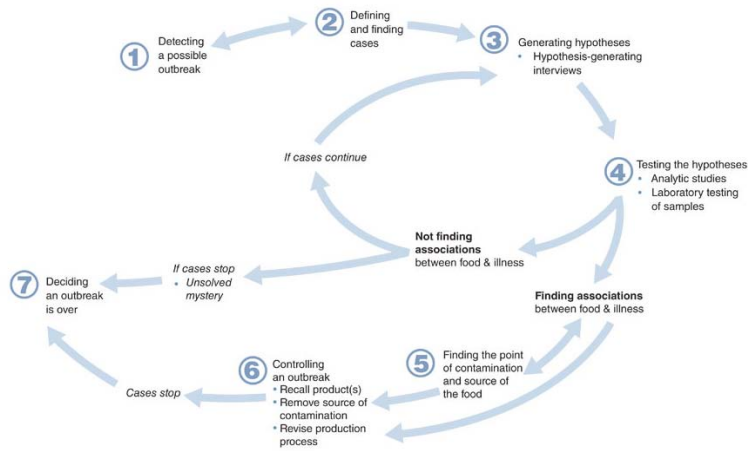 1 Detecting
a possible
outbreak
2 Defining
and finding
cases
3 Generating hypotheses
• Hypothesis-generating
interviews
4 Testing the hypotheses
• Analytic studies
• Laboratory testing
of samples
If cases continue
Not finding
associations
between food & illness
If cases stop
• Unsolved
mystery
7 Deciding
an outbreak
is over
Finding associations
between food & illness
5 Finding the point
of contamination
and source of
the food
6 Controlling
an outbreak
• Recall product(s)
• Remove source of
contamination
• Revise production
process
Cases stop